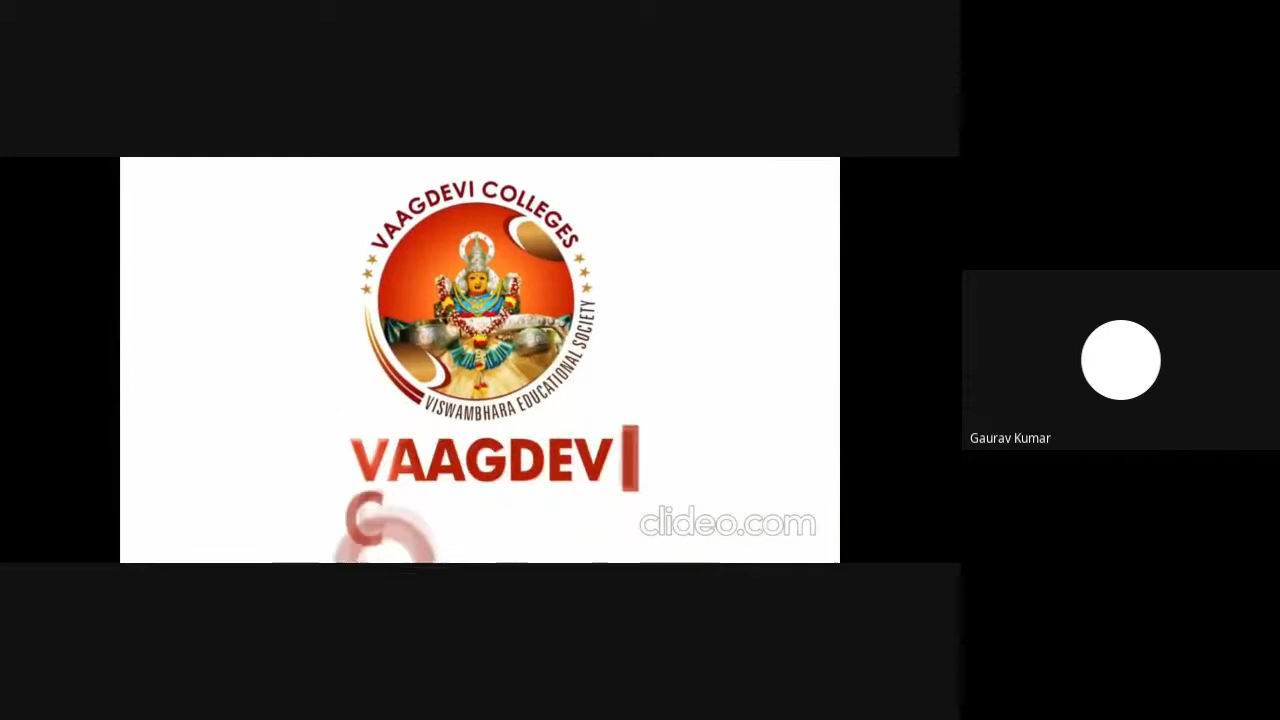 VAAGDEVI COLLEGES
VISWAMBHARA EDUCATIONAL SOCIETY
VAAGDEVI
clideo.com
Gaurav Kumar